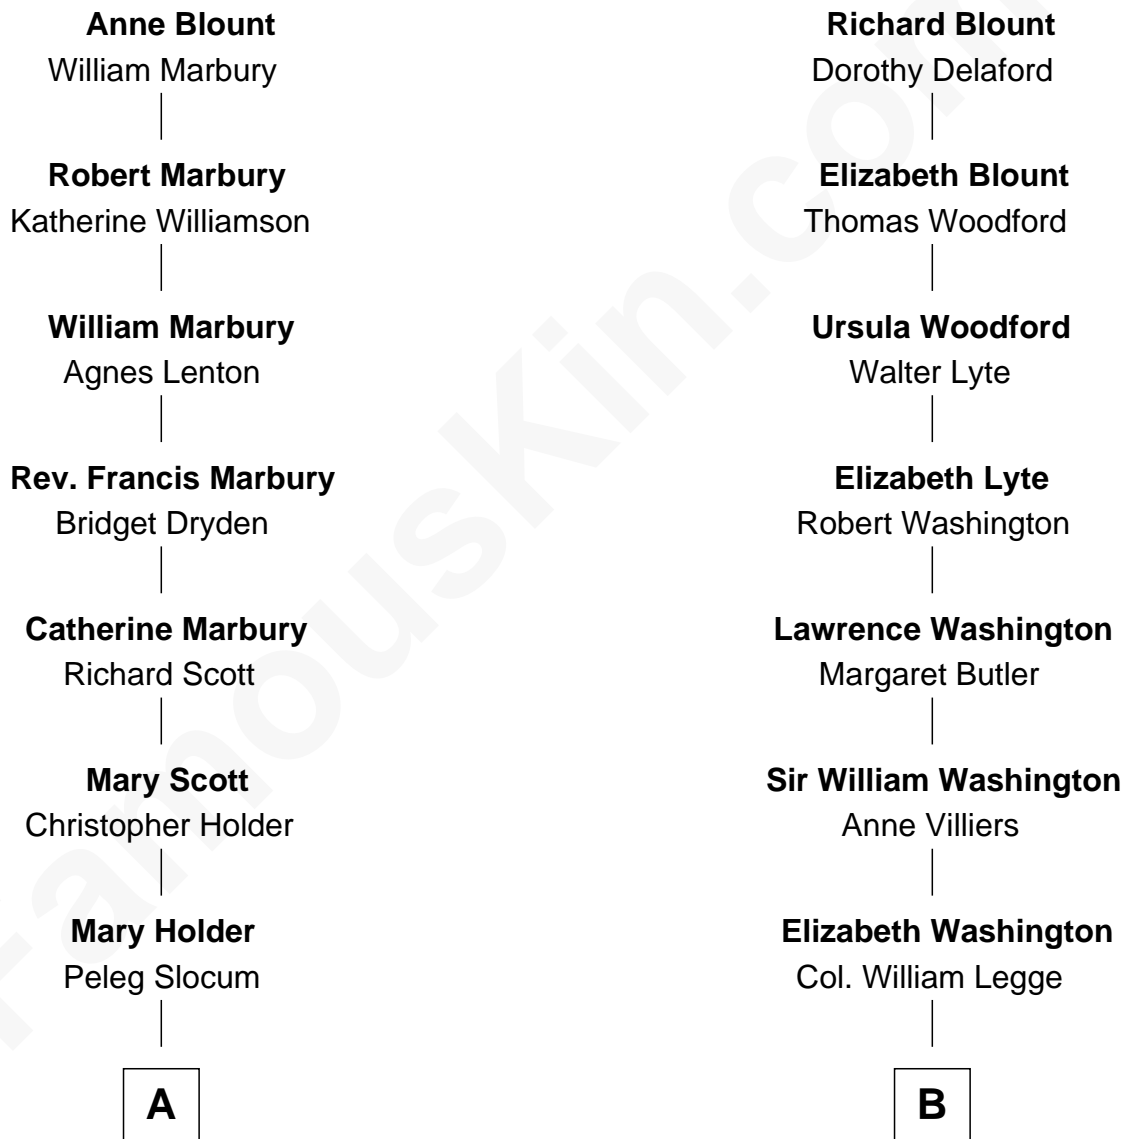 Anne Blount
William Marbury
Robert Marbury
Katherine Williamson
William Marbury
Agnes Lenton
Rev. Francis Marbury
Bridget Dryden
Catherine Marbury
Richard Scott
Mary Scott
Christopher Holder
Mary Holder
Peleg Slocum
A
Richard Blount
Dorothy Delaford
Elizabeth Blount
Thomas Woodford
Ursula Woodford
Walter Lyte
Elizabeth Lyte
Robert Washington
Lawrence Washington
Margaret Butler
Sir William Washington
Anne Villiers
Elizabeth Washington
Col. William Legge
B
FamousKin.com